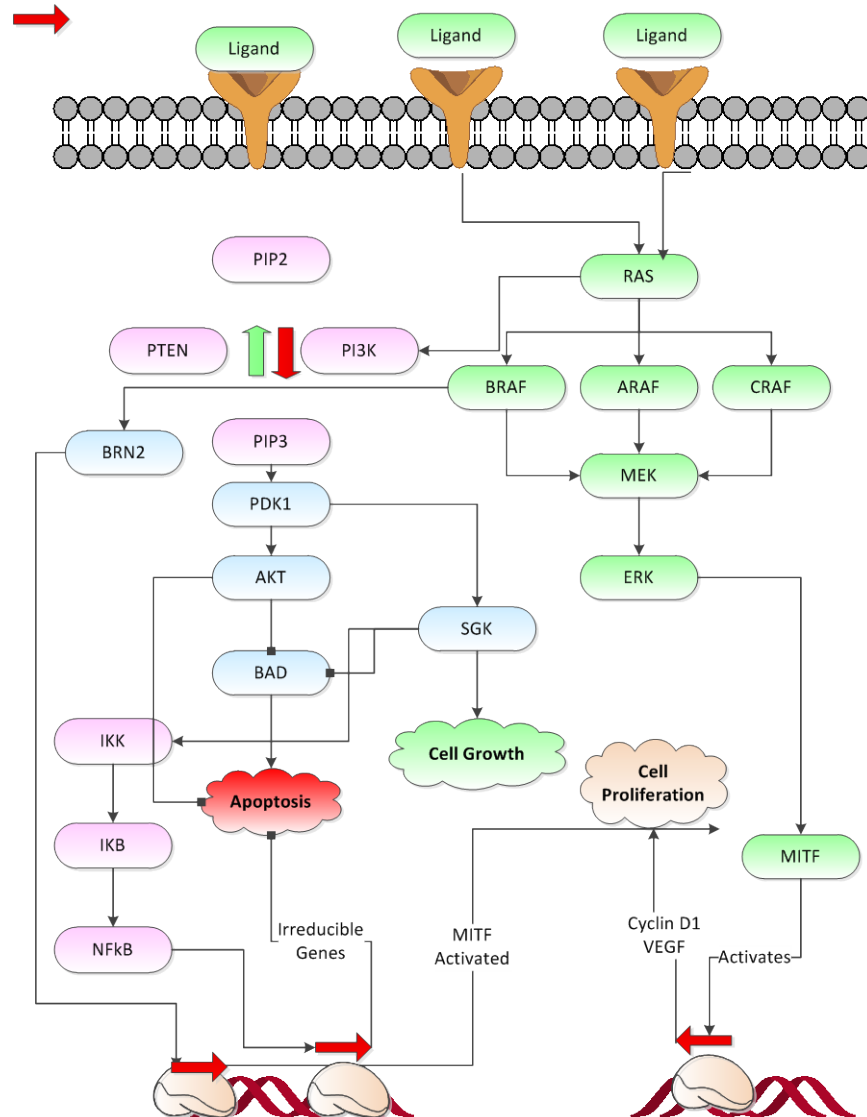 Ligand
Ligand
Ligand
PIP2
RAS
PTEN
PI3K
BRAF
ARAF
CRAF
BRN2
PIP3
MEK
PDK1
AKT
ERK
SGK
BAD
IKK
Cell Growth
Cell
Proliferation
Apoptosis
IKB
MITF
Irreducible
Genes
MITF
Activated
Cyclin D1
VEGF
NFkB
Activates